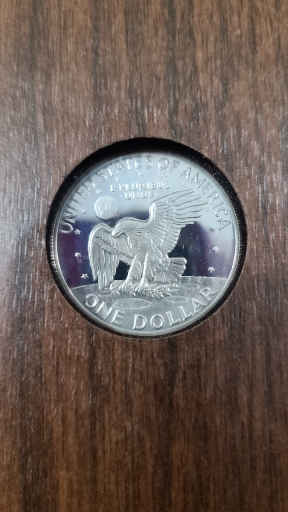 UNITED STATES OF AMERICA
E PLURIBUS
UNUM
ONE DOLLAR